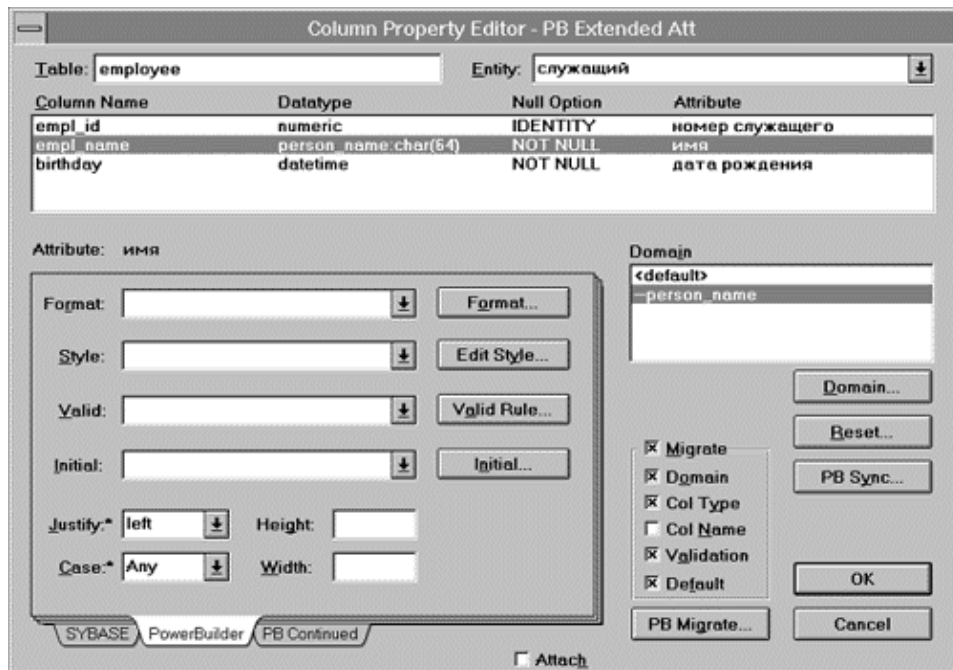 Column Property Editor - PB Extended Att
Table: employee Entity: служащий
Column Name Datatype Null Option Attribute
empl_id numeric IDENTITY номер служащего
empl_name person_name:char(64) NOT NULL имя
birthday datetime NOT NULL дата рождения
Attribute: имя
Domain
<default>
person_name
Format: Format...
Style: Edit Style...
Valid: Valid Rule...
Initial: Initial...
Justify:* left Height:
Case:* Any Width:
SYBASE PowerBuilder PB Continued
Domain...
Reset...
PB Sync...
Migrate
Domain
Col Type
Col Name
Validation
Default
OK
PB Migrate... Cancel
Attach